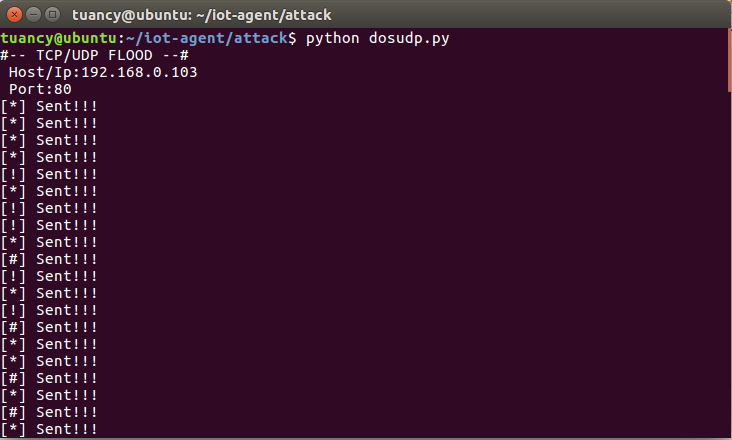 tuancy@ubuntu: ~/iot-agent/attack
tuancy@ubuntu:~/iot-agent/attack$ python dosudp.py
#-- TCP/UDP FLOOD --#
Host/Ip:192.168.0.103
Port:80
[*] Sent!!!
[*] Sent!!!
[*] Sent!!!
[*] Sent!!!
[!] Sent!!!
[*] Sent!!!
[!] Sent!!!
[!] Sent!!!
[*] Sent!!!
[#] Sent!!!
[!] Sent!!!
[*] Sent!!!
[!] Sent!!!
[#] Sent!!!
[*] Sent!!!
[*] Sent!!!
[#] Sent!!!
[*] Sent!!!
[#] Sent!!!
[*] Sent!!!